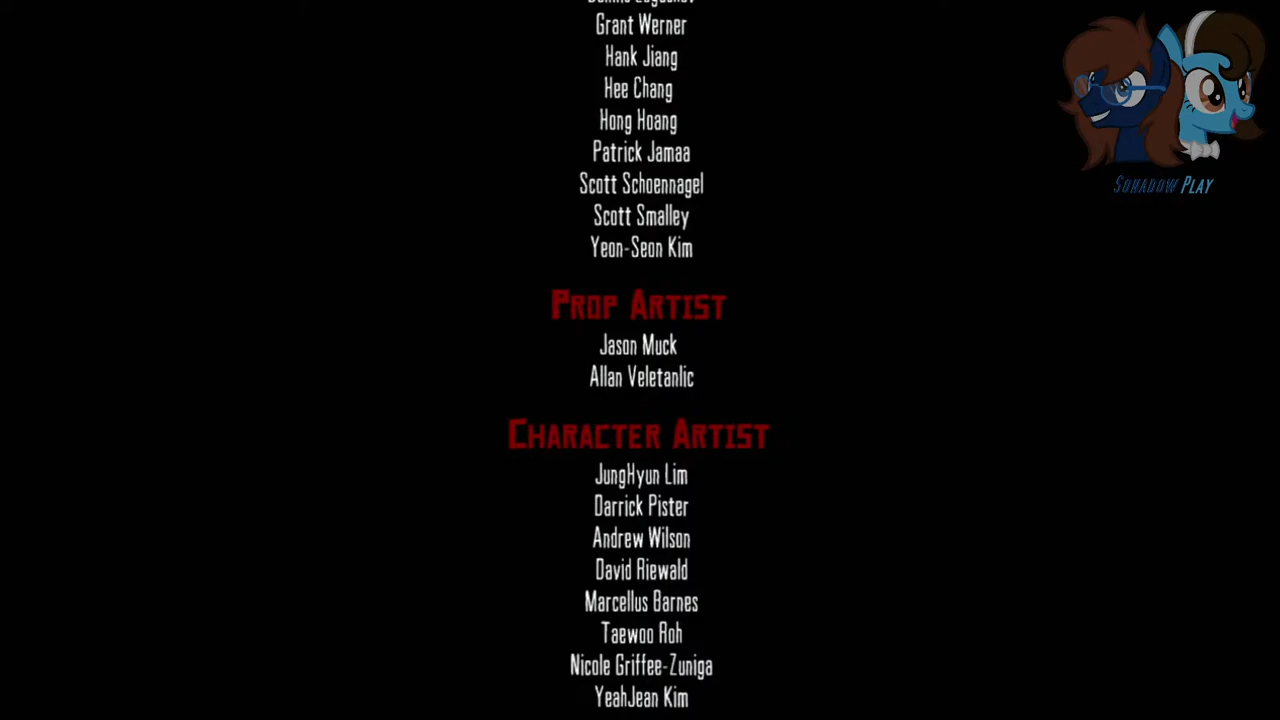 Grant Werner
Hank Jiang
Hee Chang
Hong Hoang
Patrick Jamaa
Scott Schoennagel
Scott Smalley
Yeon-Seon Kim
Prop Artist
Jason Muck
Allan Veletanlic
Character Artist
JungHyun Lim
Darrick Pister
Andrew Wilson
David Riewald
Marcellus Barnes
Taewoo Roh
Nicole Griffee-Zuniga
YeahJean Kim
Sohadow Play